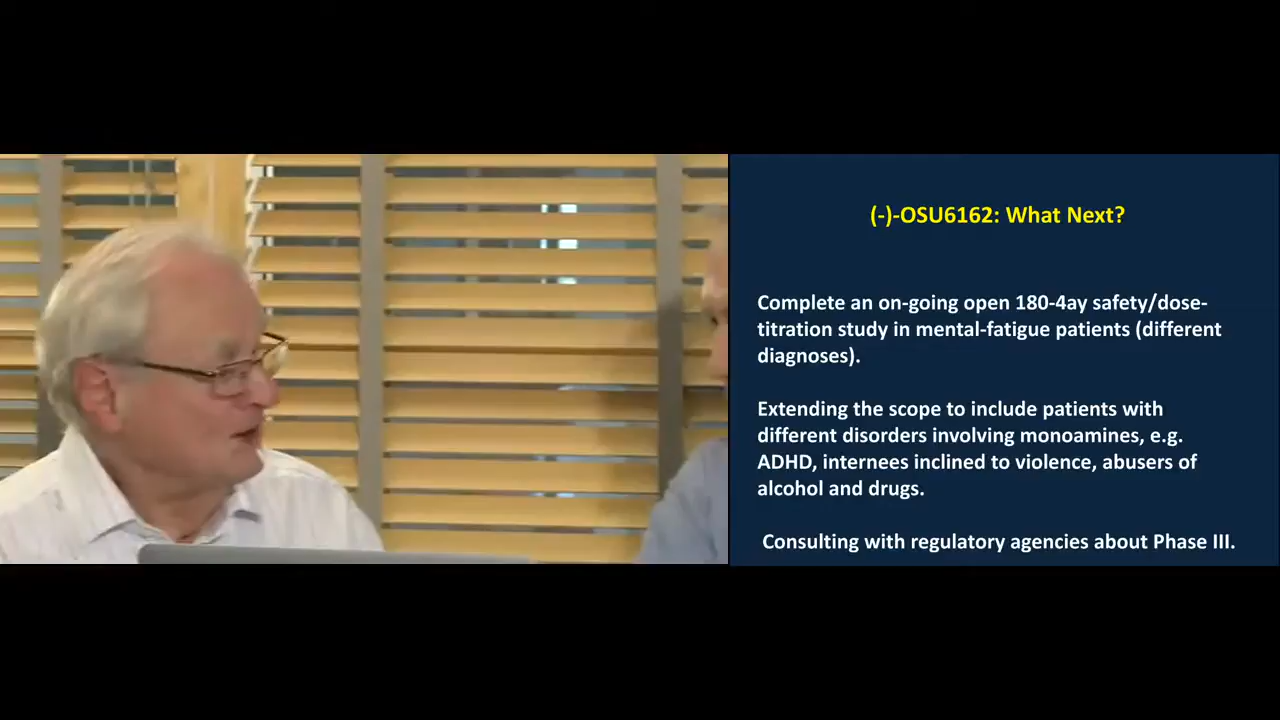 (-)-OSU6162: What Next?
Complete an on-going open 180-4ay safety/dose-
titration study in mental-fatigue patients (different
diagnoses).
Extending the scope to include patients with
different disorders involving monoamines, e.g.
ADHD, internees inclined to violence, abusers of
alcohol and drugs.
Consulting with regulatory agencies about Phase III.